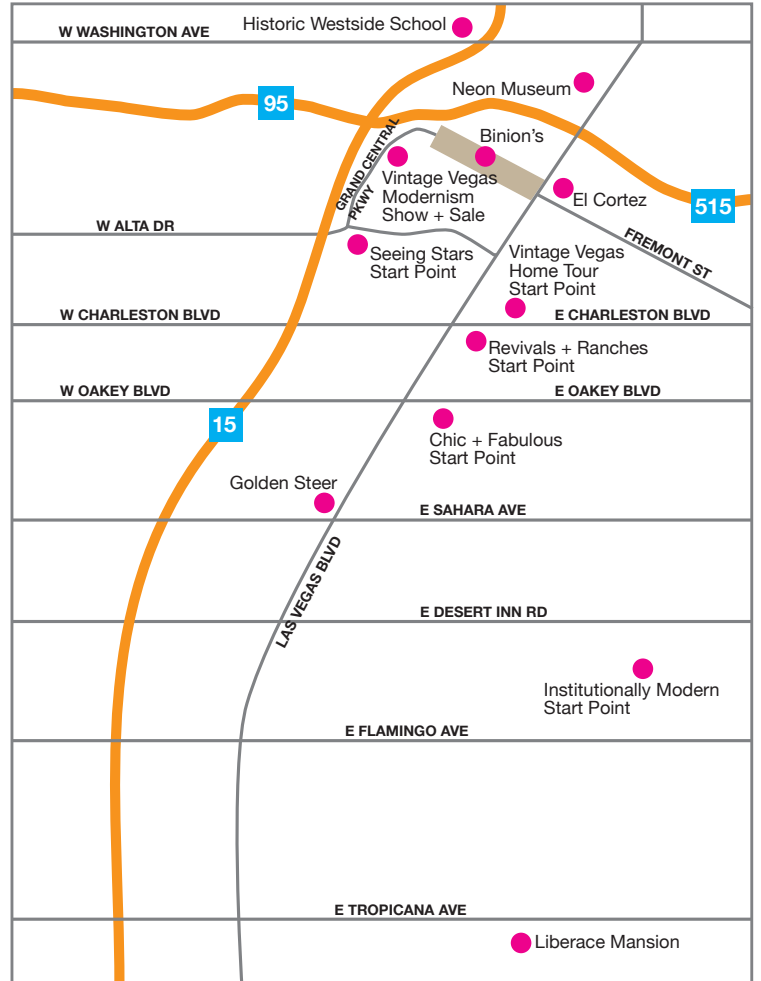 Historic Westside School
W WASHINGTON AVE
Neon Museum
95
Binion's
GRAND CENTRAL
PKWY
Vintage Vegas
Modernism
Show + Sale
El Cortez
515
W ALTA DR
Seeing Stars
Start Point
Vintage Vegas
Home Tour
Start Point
FREMONT ST
W CHARLESTON BLVD
E CHARLESTON BLVD
Revivals + Ranches
Start Point
W OAKEY BLVD
E OAKEY BLVD
15
Chic + Fabulous
Start Point
Golden Steer
E SAHARA AVE
LAS VEGAS BLVD
E DESERT INN RD
Institutionally Modern
Start Point
E FLAMINGO AVE
E TROPICANA AVE
Liberace Mansion